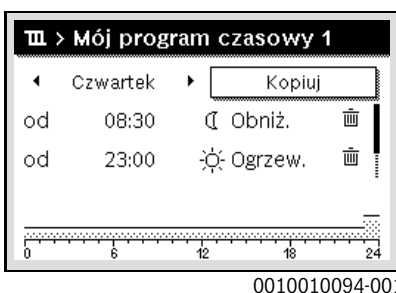 > Mój program czasowy 1
Czwartek Kopiuj
od 08:30 Obniż.
od 23:00 Ogrzew.
0 6 12 18 24
0010010094-001